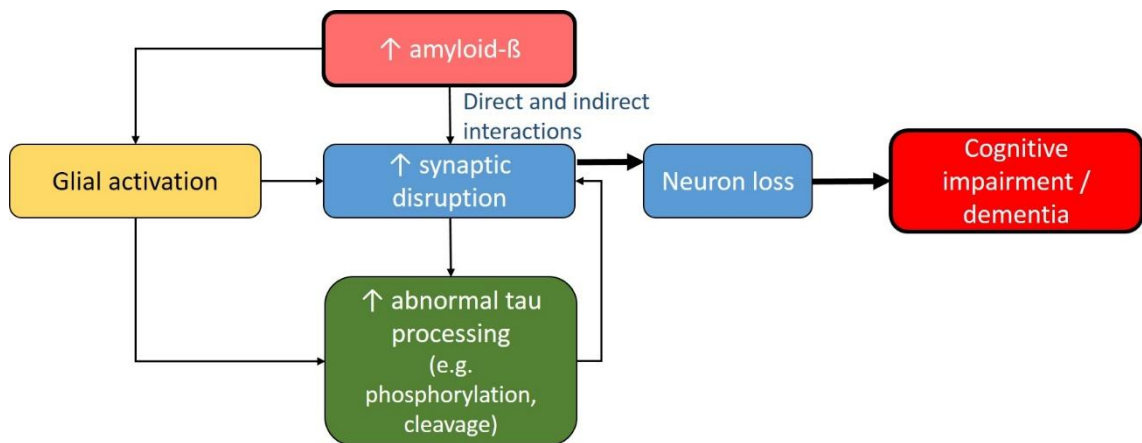 ↑ amyloid-ß
Direct and indirect
interactions
Glial activation
↑ synaptic
disruption
Neuron loss
Cognitive
impairment /
dementia
↑ abnormal tau
processing
(e.g.
phosphorylation,
cleavage)